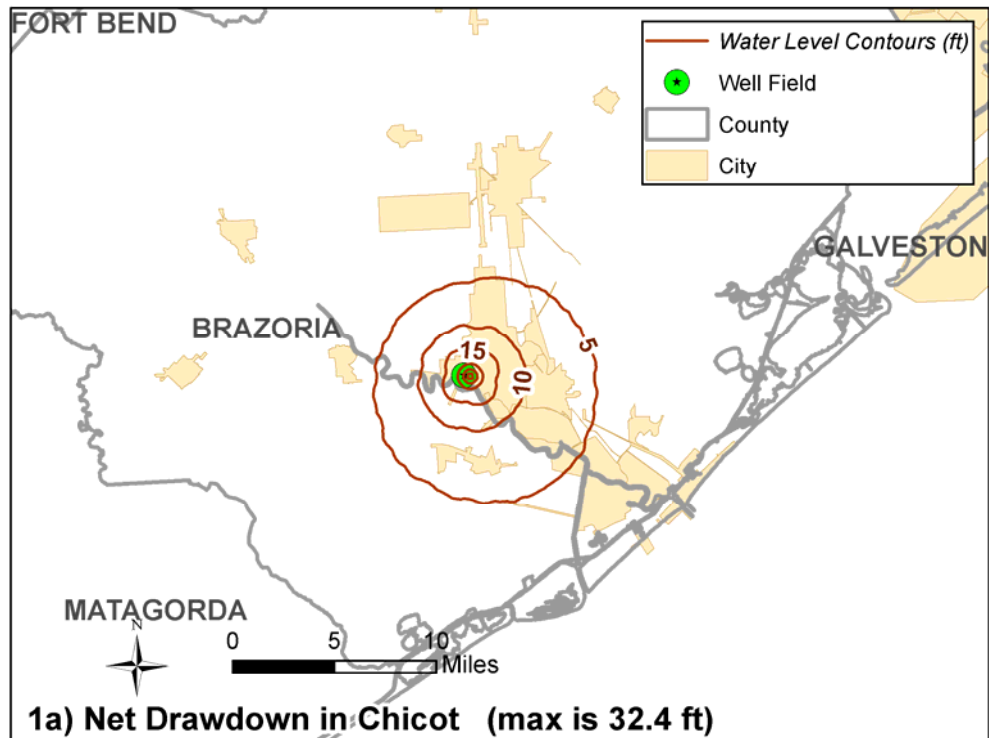 FORT BEND
Water Level Contours (ft)
Well Field
County
City
GALVESTON
BRAZORIA
5
15
10
MATAGORDA
N
0 5 10
Miles
1a) Net Drawdown in Chicot (max is 32.4 ft)